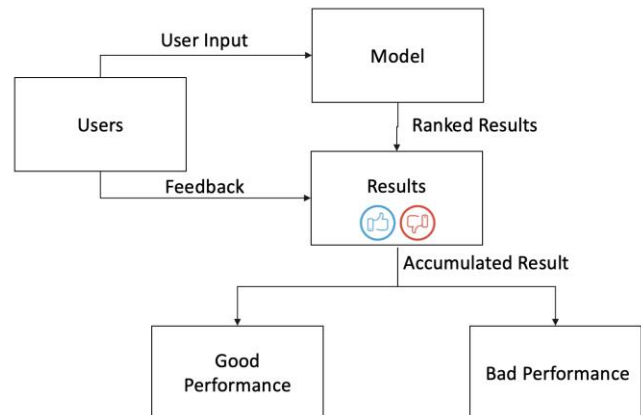 User Input
Model
Users
Ranked Results
Feedback
Results
Accumulated Result
Good
Performance
Bad Performance